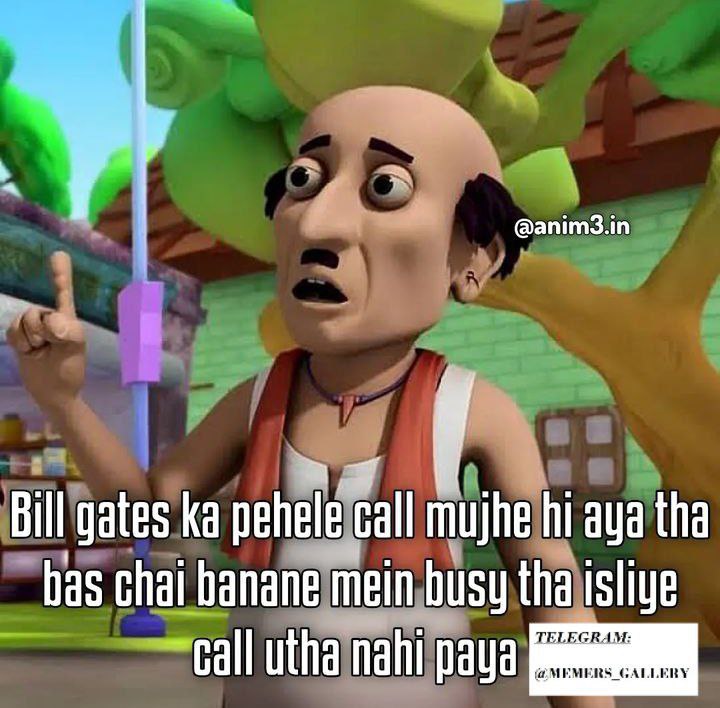 @anim3.in
Bill gates ka pehele call mujhe hi aya tha
bas chai banane mein busy tha isliye
call utha nahi paya
TELEGRAM:
@MEMERS_GALLERY